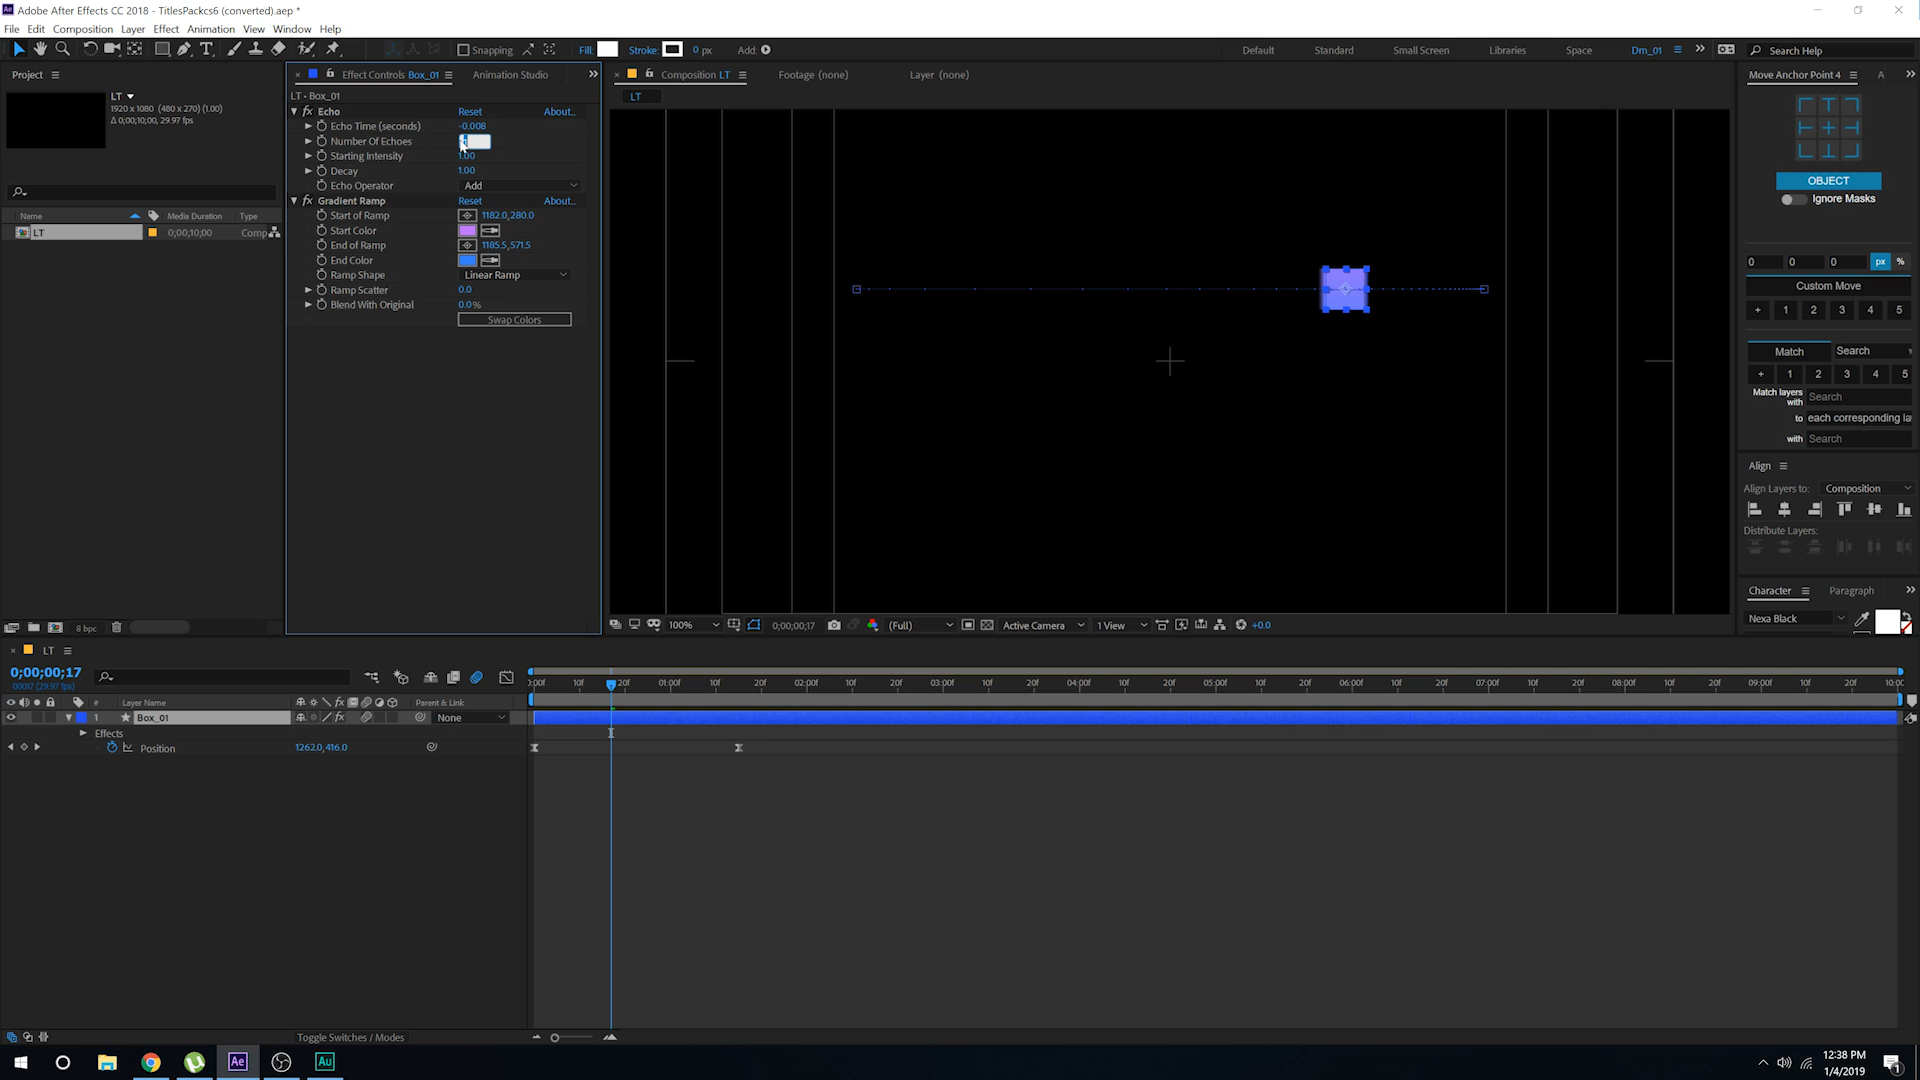 Adobe After Effects CC 2018 - TitlesPackcs6 (converted).aep *
File Edit Composition Layer Effect Animation View Window Help
Snapping Fill: Stroke: 0 px Add: Default Standard Small Screen Libraries Space Dm_01 Search Help
Project Effect Controls Box_01 Animation Studio Composition LT Footage (none) Layer (none) Move Anchor Point 4 A
LT
1920 x 1080 (480 x 270) (1.00)
Δ 0;00;10;00, 29.97 fps)
LT • Box_01
LT
Echo Reset About...
Echo Time (seconds) -0.008
Number Of Echoes
Starting Intensity 1.00
Decay 1.00
Echo Operator Add
Gradient Ramp Reset About...
Start of Ramp 1182.0,280.0
Start Color
End of Ramp 1185.5,571.5
End Color
Ramp Shape Linear Ramp
Ramp Scatter 0.0
Blend With Original 0.0%
Swap Colors
Name Media Duration Type
LT 0;00;10;00 Comp
OBJECT
Ignore Masks
0 0 0 px %
Custom Move
+ 1 2 3 4 5
Match Search
+ 1 2 3 4 5
Match layers with Search
to each corresponding la
with Search
Align
Align Layers to: Composition
Distribute Layers:
Character Paragraph
Nexa Black
8 bpc
100% 0;00;00;17 (Full) Active Camera 1 View +0.0
LT
0;00;00;17
00017 (29.97 fps)
:00f 10f 20f 01:00f 10f 20f 02:00f 10f 20f 03:00f 10f 20f 04:00f 10f 20f 05:00f 10f 20f 06:00f 10f 20f 07:00f 10f 20f 08:00f 10f 20f 09:00f 10f 20f 10:00
# Layer Name Parent & Link
1 Box_01 None
Effects
Position 1262.0,416.0
Toggle Switches / Modes
Ae Au
12:38 PM
1/4/2019
1